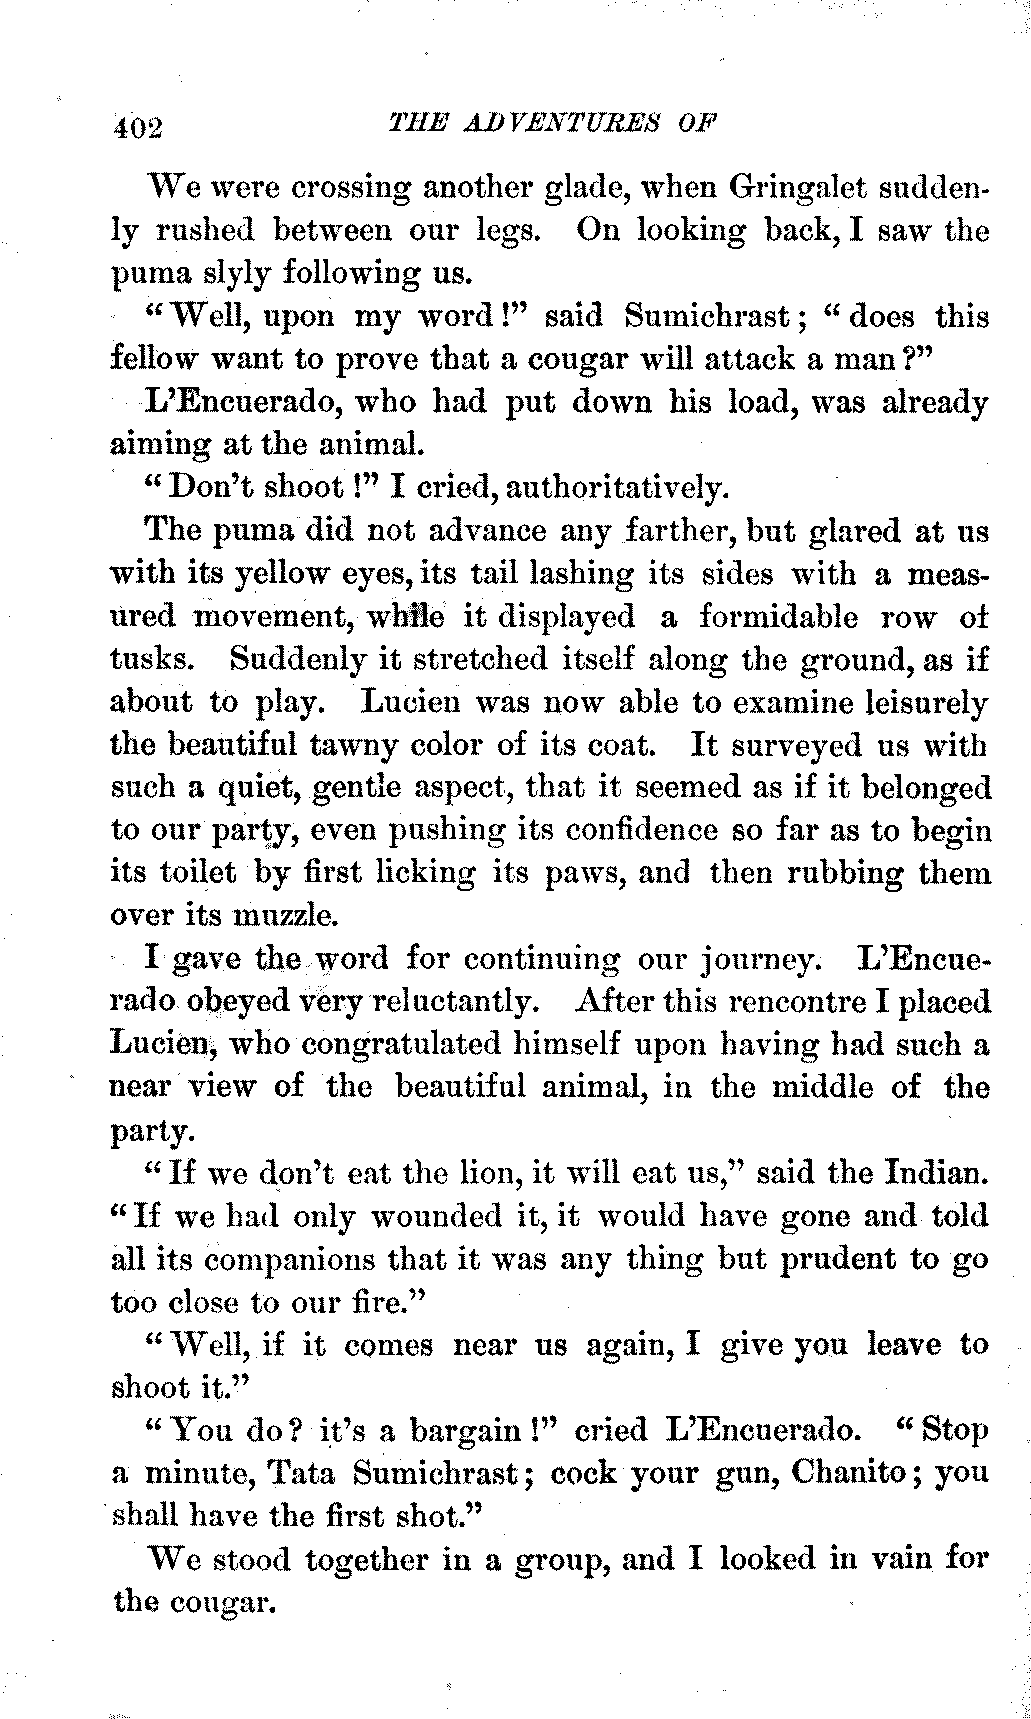 402 THE ADVENTURES OF
We were crossing another glade, when Gringalet sudden-
ly rushed between our legs. On looking back, I saw the
puma slyly following us.
"Well, upon my word!" said Sumichrast; "does this
fellow want to prove that a cougar will attack a man?"
L'Encuerado, who had put down his load, was already
aiming at the animal.
"Don't shoot!" I cried, authoritatively.
The puma did not advance any farther, but glared at us
with its yellow eyes, its tail lashing its sides with a meas-
ured movement, while it displayed a formidable row of
tusks. Suddenly it stretched itself along the ground, as if
about to play. Lucien was now able to examine leisurely
the beautiful tawny color of its coat. It surveyed us with
such a quiet, gentle aspect, that it seemed as if it belonged
to our party, even pushing its confidence so far as to begin
its toilet by first licking its paws, and then rubbing them
over its muzzle.
I gave the word for continuing our journey. L'Encue-
rado obeyed very reluctantly. After this rencontre I placed
Lucien, who congratulated himself upon having had such a
near view of the beautiful animal, in the middle of the
party.
"If we don't eat the lion, it will eat us," said the Indian.
"If we had only wounded it, it would have gone and told
all its companions that it was any thing but prudent to go
too close to our fire."
"Well, if it comes near us again, I give you leave to
shoot it."
"You do? it's a bargain!" cried L'Encuerado. "Stop
a minute, Tata Sumichrast; cock your gun, Chanito; you
shall have the first shot."
We stood together in a group, and I looked in vain for
the cougar.